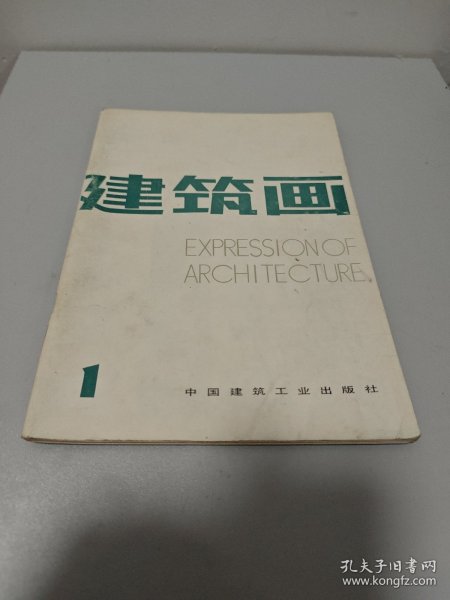 建筑画
EXPRESSION OF
ARCHITECTURE
1
中国建筑工业出版社
孔夫子旧书网
www.kongfz.com